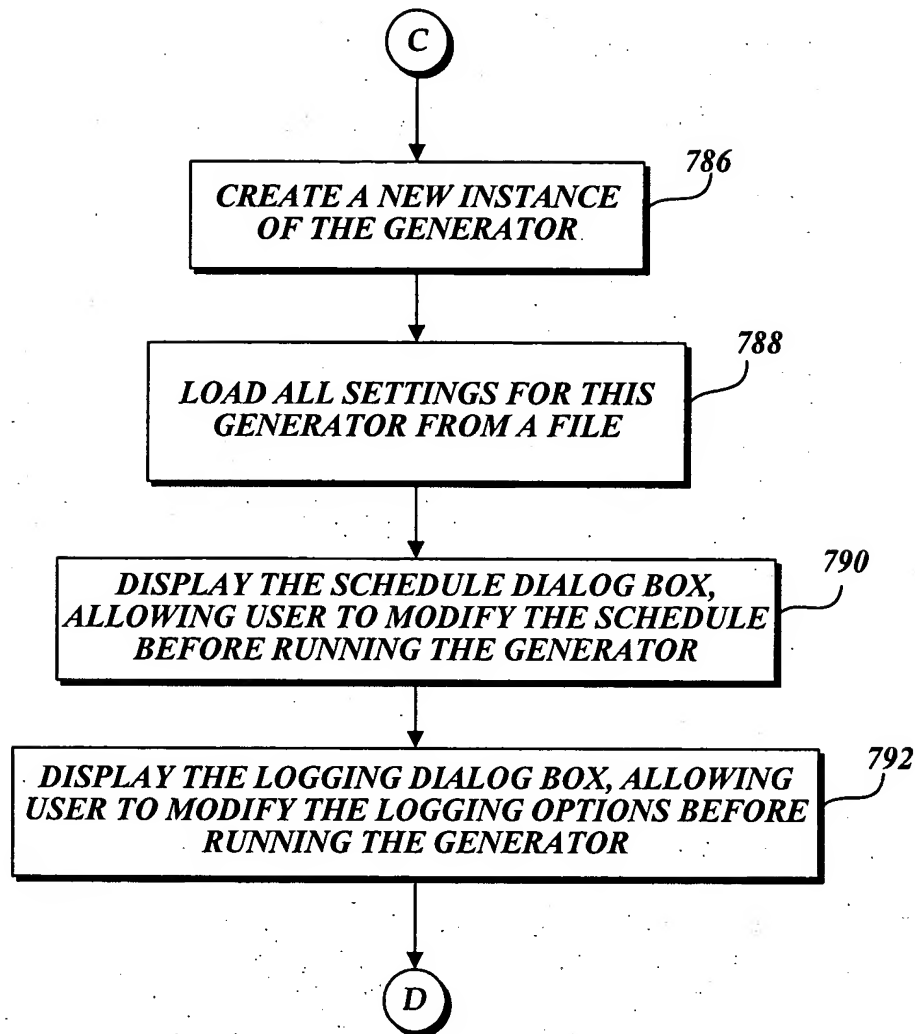 C
786
CREATE A NEW INSTANCE
OF THE GENERATOR
788
LOAD ALL SETTINGS FOR THIS
GENERATOR FROM A FILE
790
DISPLAY THE SCHEDULE DIALOG BOX,
ALLOWING USER TO MODIFY THE SCHEDULE
BEFORE RUNNING THE GENERATOR
792
DISPLAY THE LOGGING DIALOG BOX, ALLOWING
USER TO MODIFY THE LOGGING OPTIONS BEFORE
RUNNING THE GENERATOR
D